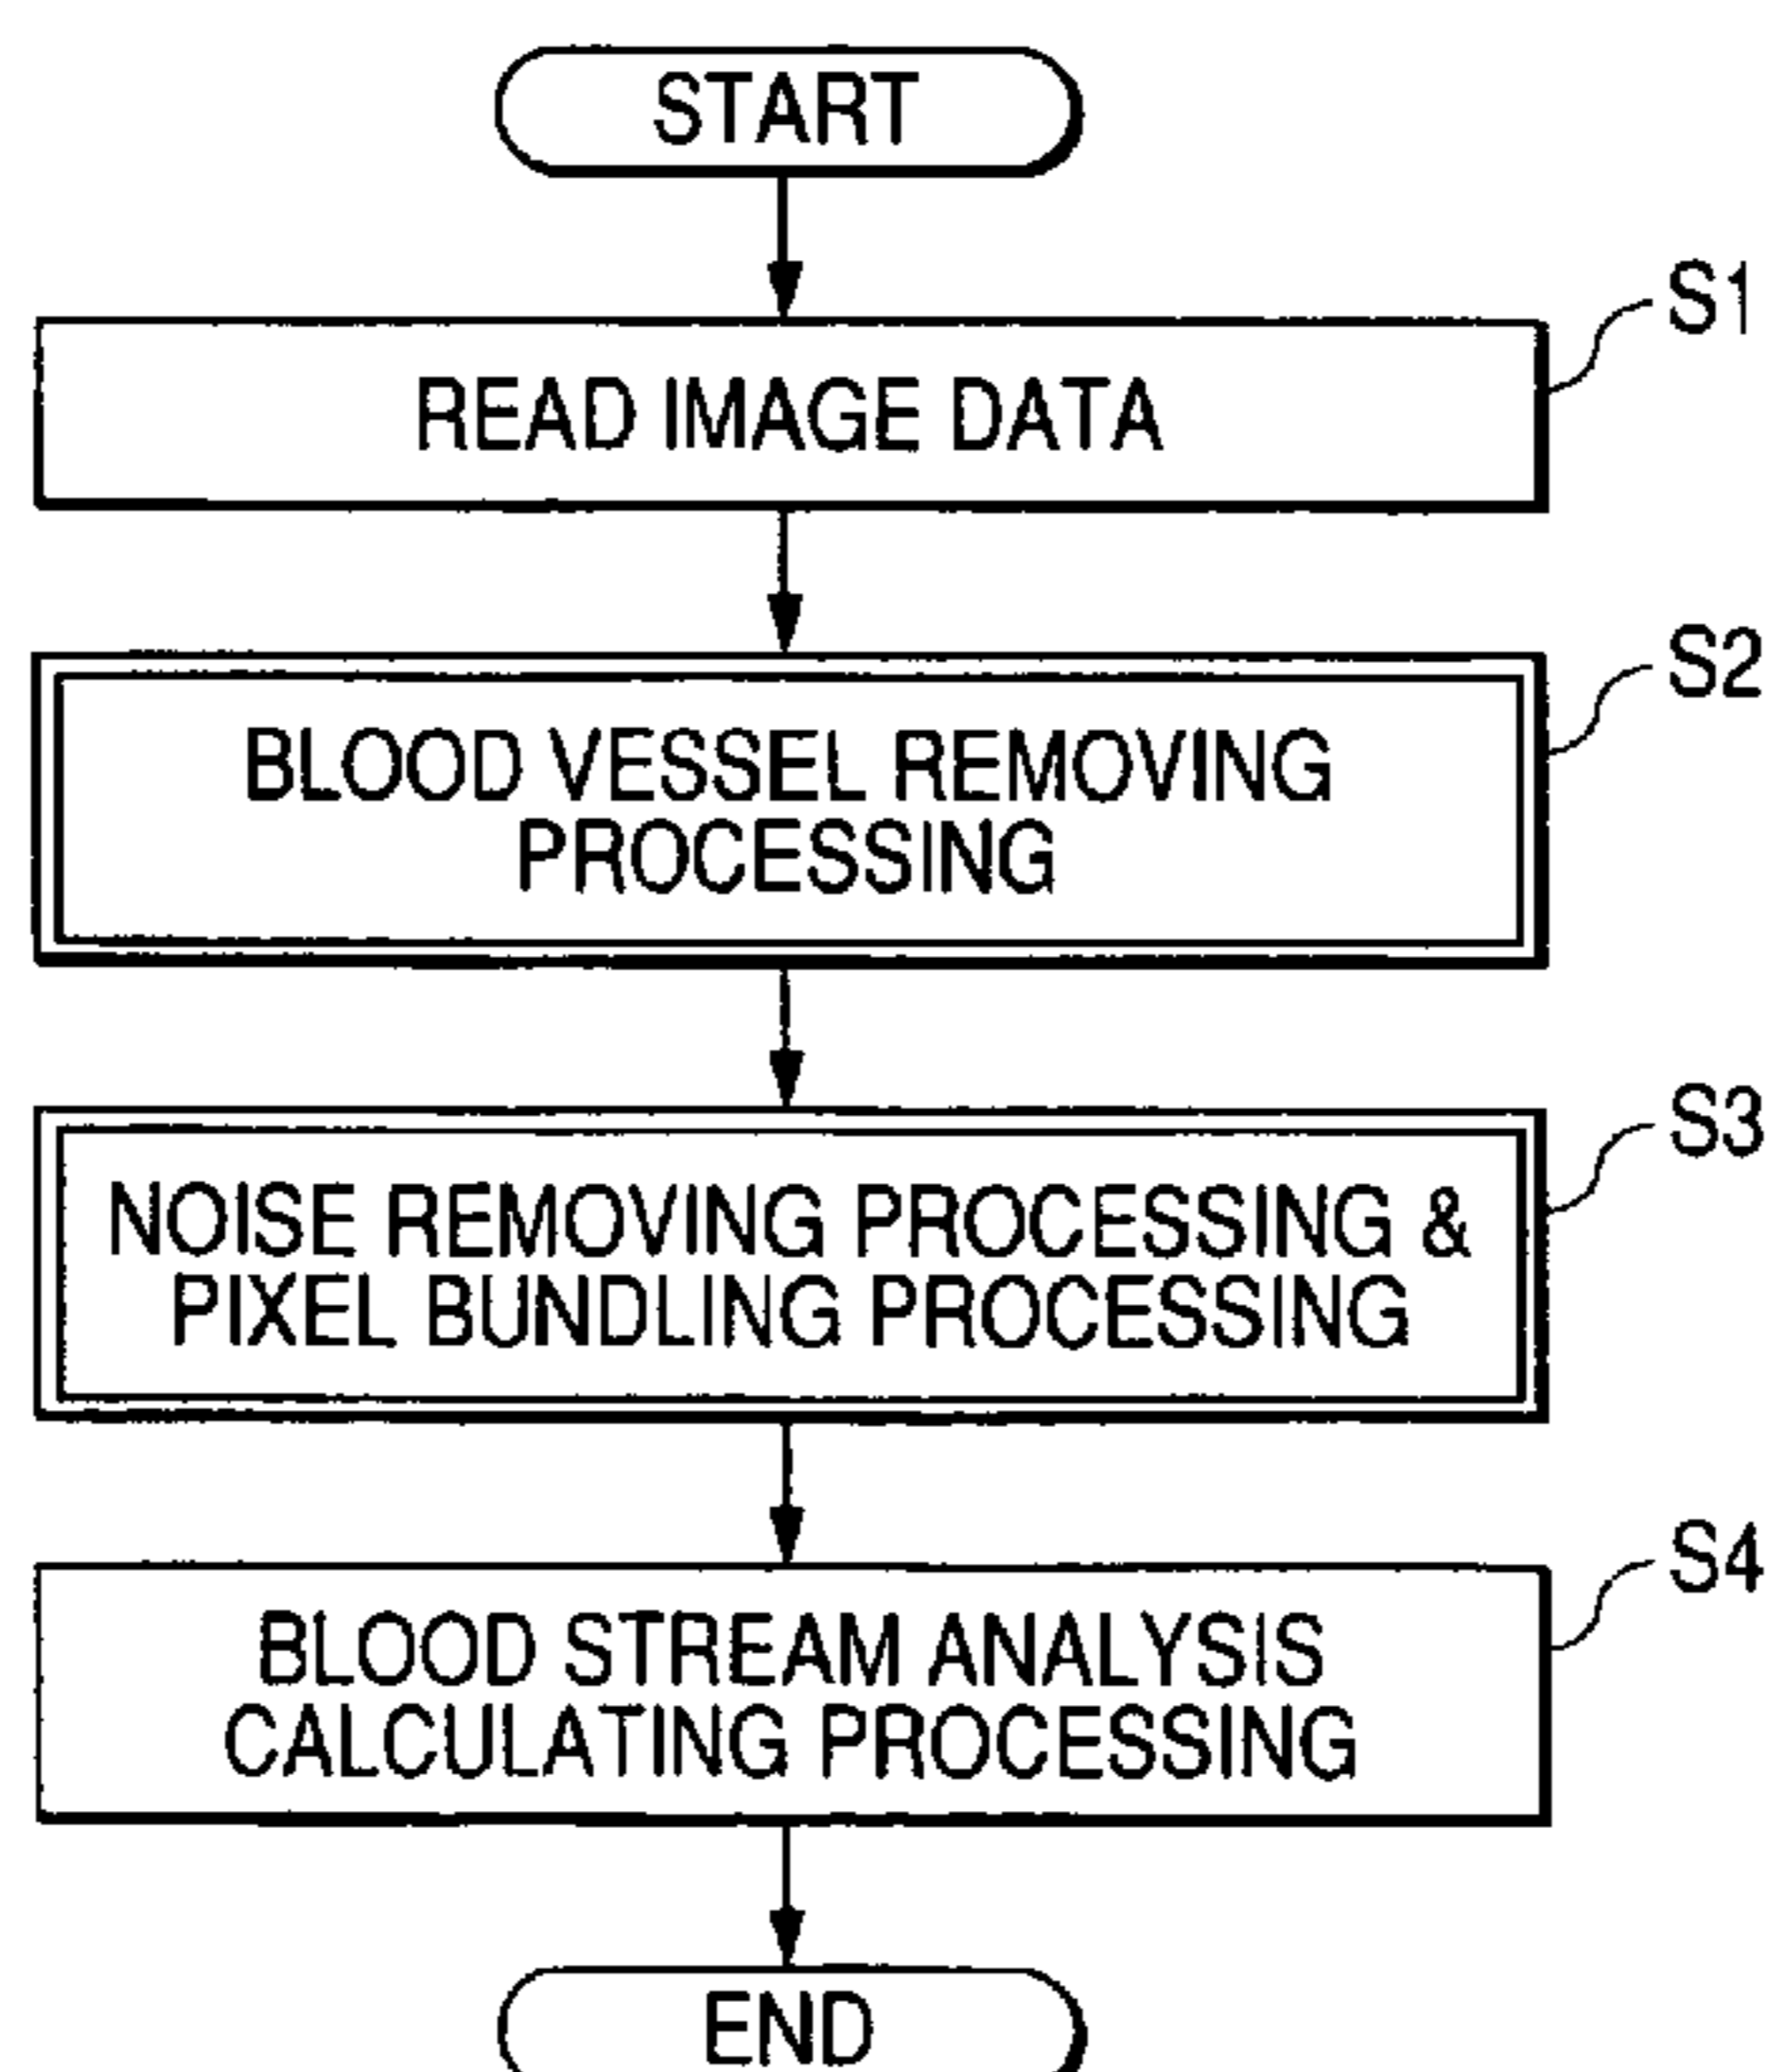 START
S1
READ IMAGE DATA
S2
BLOOD VESSEL REMOVING
PROCESSING
S3
NOISE REMOVING PROCESSING &
PIXEL BUNDLING PROCESSING
S4
BLOOD STREAM ANALYSIS
CALCULATING PROCESSING
END